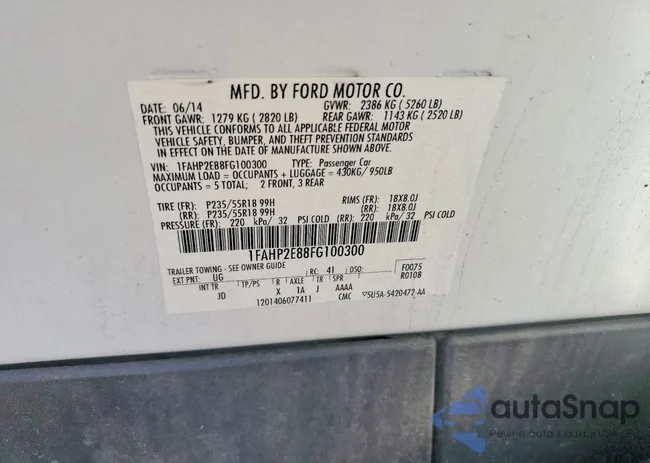 MFD. BY FORD MOTOR CO.
DATE: 06/14 GVWR: 2386 KG ( 5260 LB)
FRONT GAWR: 1279 KG ( 2820 LB) REAR GAWR: 1143 KG ( 2520 LB)
THIS VEHICLE CONFORMS TO ALL APPLICABLE FEDERAL MOTOR
VEHICLE SAFETY, BUMPER, AND THEFT PREVENTION STANDARDS
IN EFFECT ON THE DATE OF MANUFACTURE SHOWN ABOVE.
VIN: 1FAHP2E88FG100300 TYPE: Passenger Car
MAXIMUM LOAD = OCCUPANTS + LUGGAGE = 430KG/ 950LB
OCCUPANTS = 5 TOTAL; 2 FRONT, 3 REAR
TIRE (FR): P235/55R18 99H RIMS (FR): 18X8.0J
(RR): P235/55R18 99H (RR): 18X8.0J
PRESSURE (FR): 220 kPa/ 32 PSI COLD (RR): 220 kPa/ 32 PSI COLD
1FAHP2E88FG100300
TRAILER TOWING - SEE OWNER GUIDE RC: 41 DSO: F0075
EXT PNT: UG R0108
INT TR TP/PS R AXLE TR SPR
JD X 1A J AAAA
1201406077411 CMC 5U5A-5420472-AA
autoSnap
Pewne auto z aukcji USA